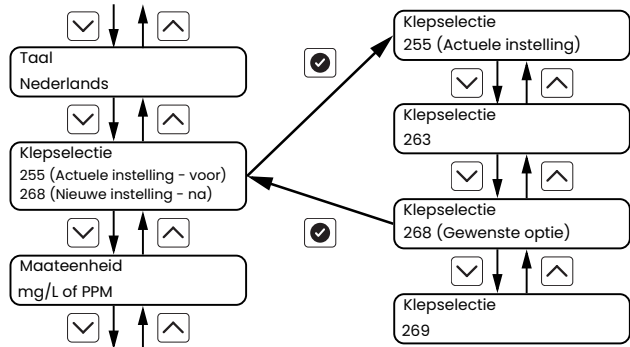 Taal
Nederlands
Klepselectie
255 (Actuele instelling - voor)
268 (Nieuwe instelling - na)
Maateenheid
mg/L of PPM
Klepselectie
255 (Actuele instelling)
Klepselectie
263
Klepselectie
268 (Gewenste optie)
Klepselectie
269